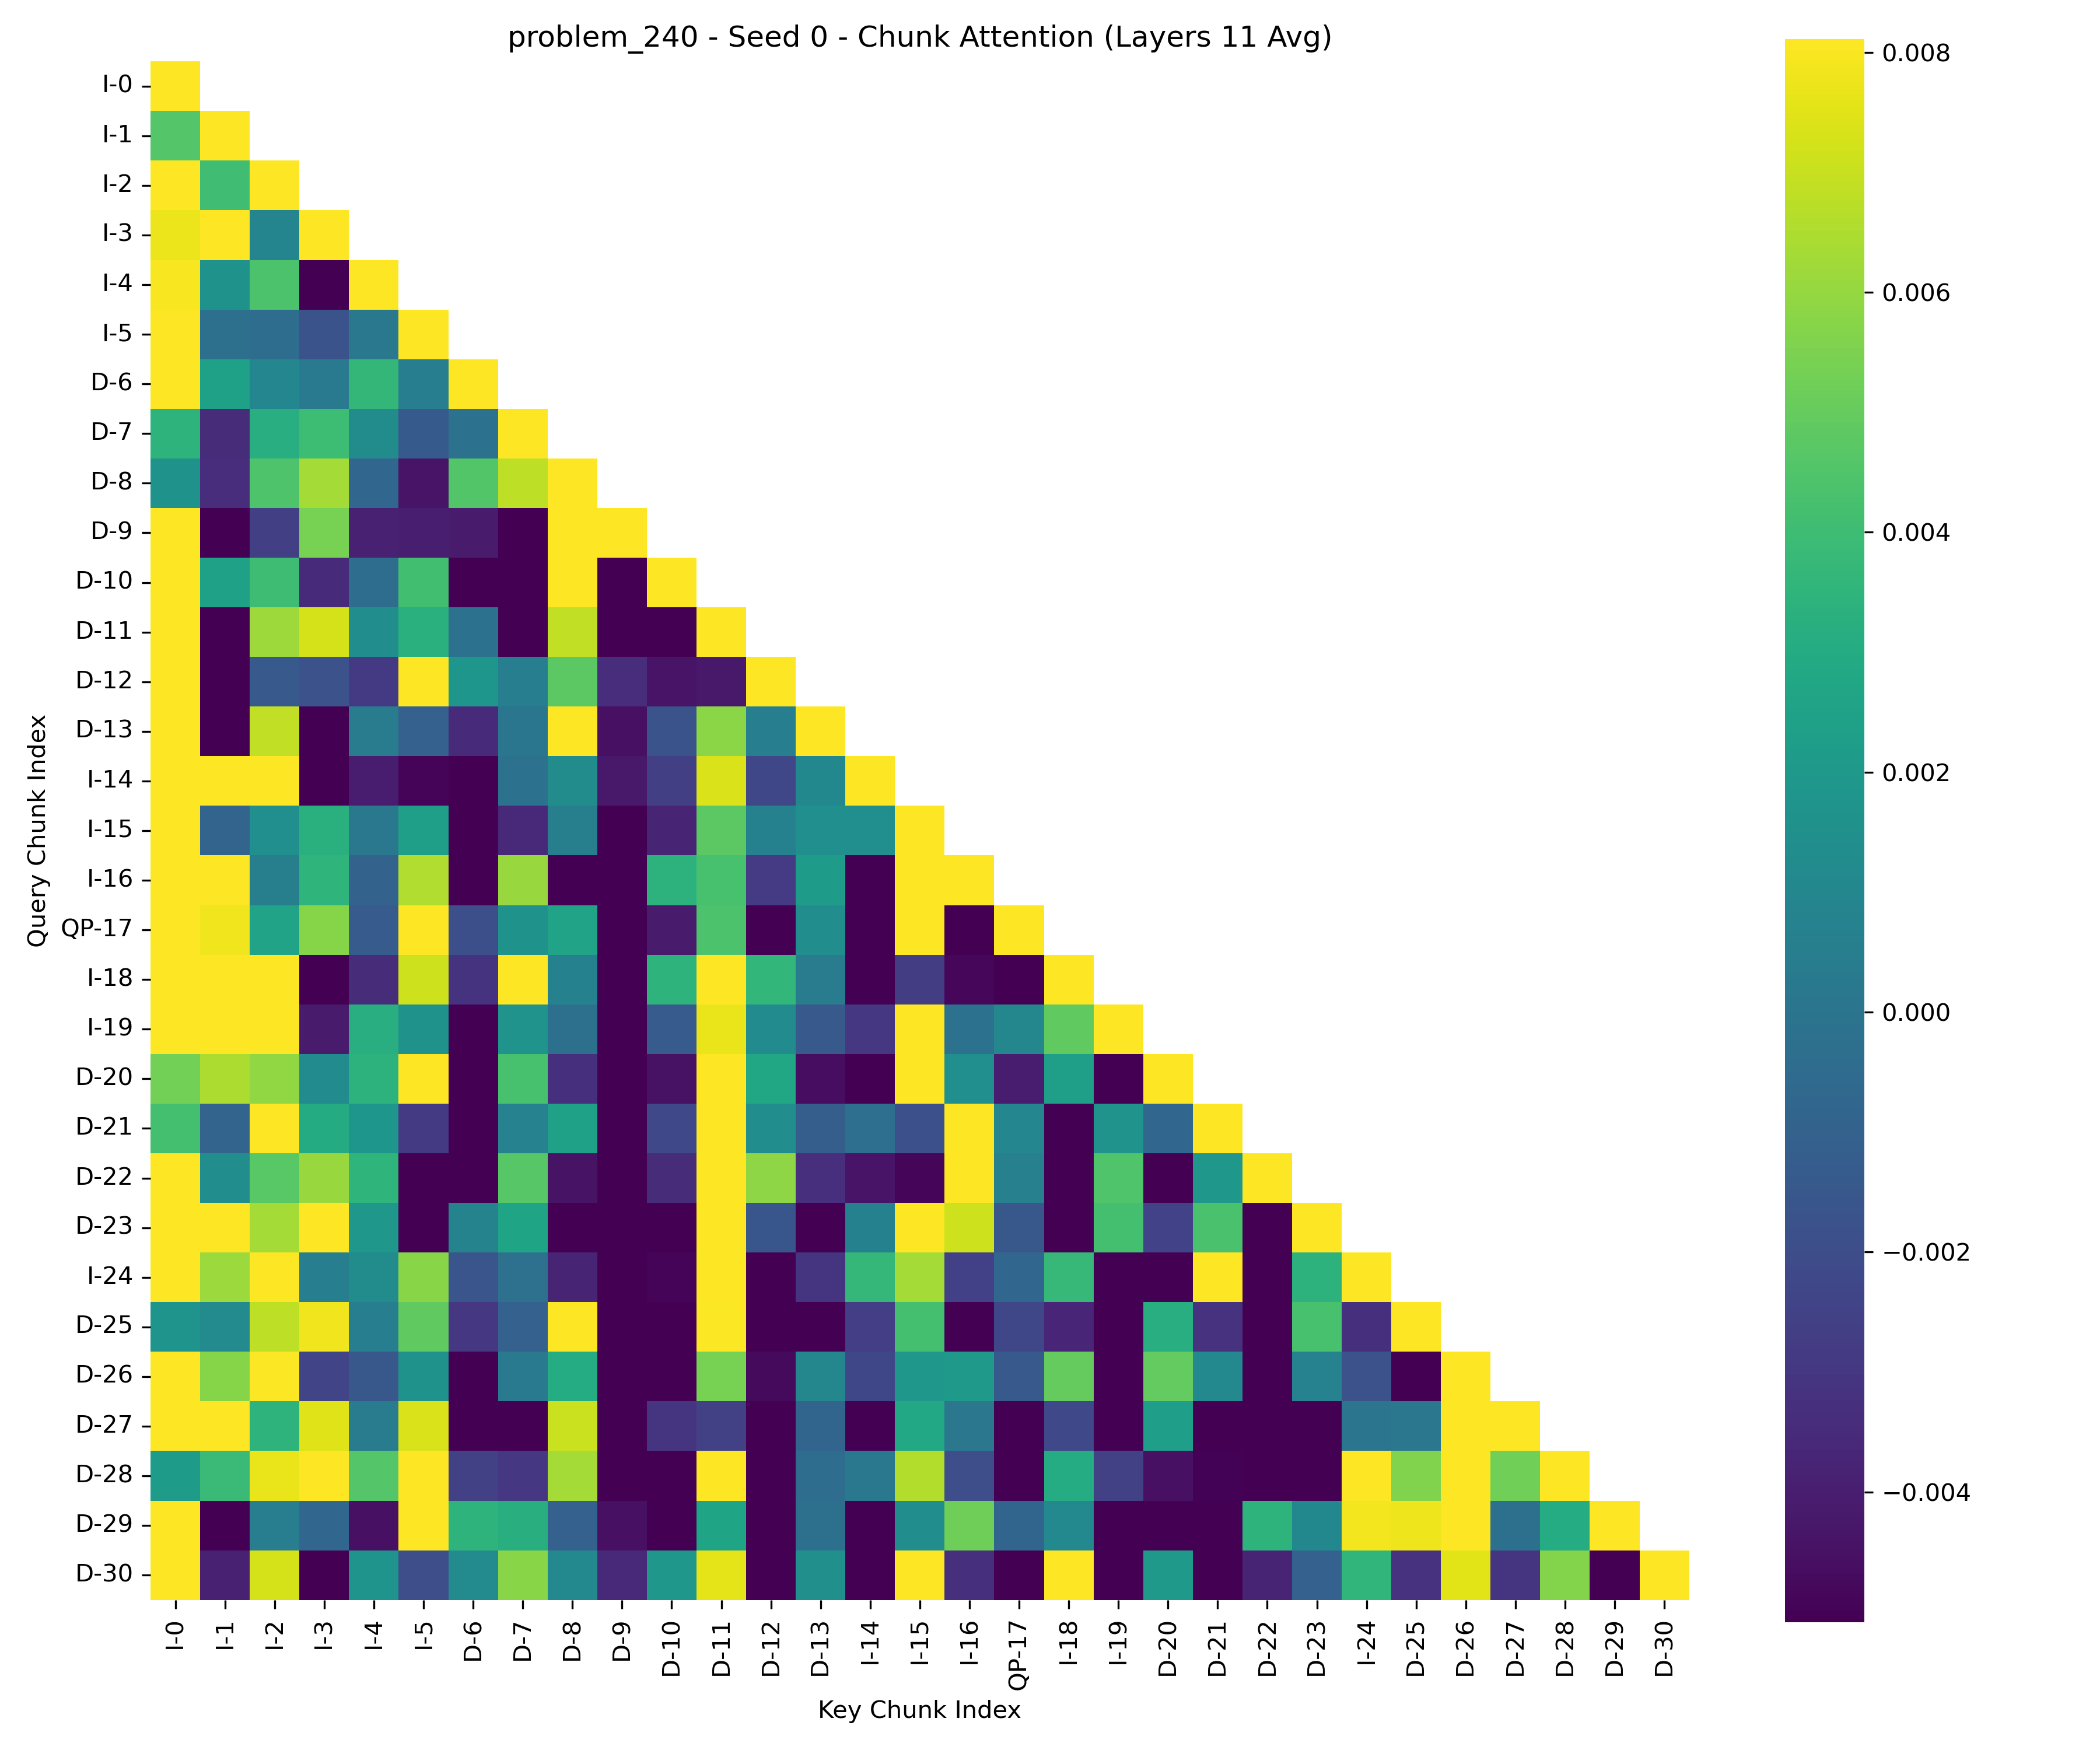 problem_240 - Seed 0 - Chunk Attention (Layers 11 Avg)
Query Chunk Index
I-0
I-1
I-2
I-3
I-4
I-5
D-6
D-7
D-8
D-9
D-10
D-11
D-12
D-13
I-14
I-15
I-16
QP-17
I-18
I-19
D-20
D-21
D-22
D-23
I-24
D-25
D-26
D-27
D-28
D-29
D-30
I-0 I-1 I-2 I-3 I-4 I-5 D-6 D-7 D-8 D-9 D-10 D-11 D-12 D-13 I-14 I-15 I-16 QP-17 I-18 I-19 D-20 D-21 D-22 D-23 I-24 D-25 D-26 D-27 D-28 D-29 D-30
Key Chunk Index
0.008
0.006
0.004
0.002
0.000
−0.002
−0.004